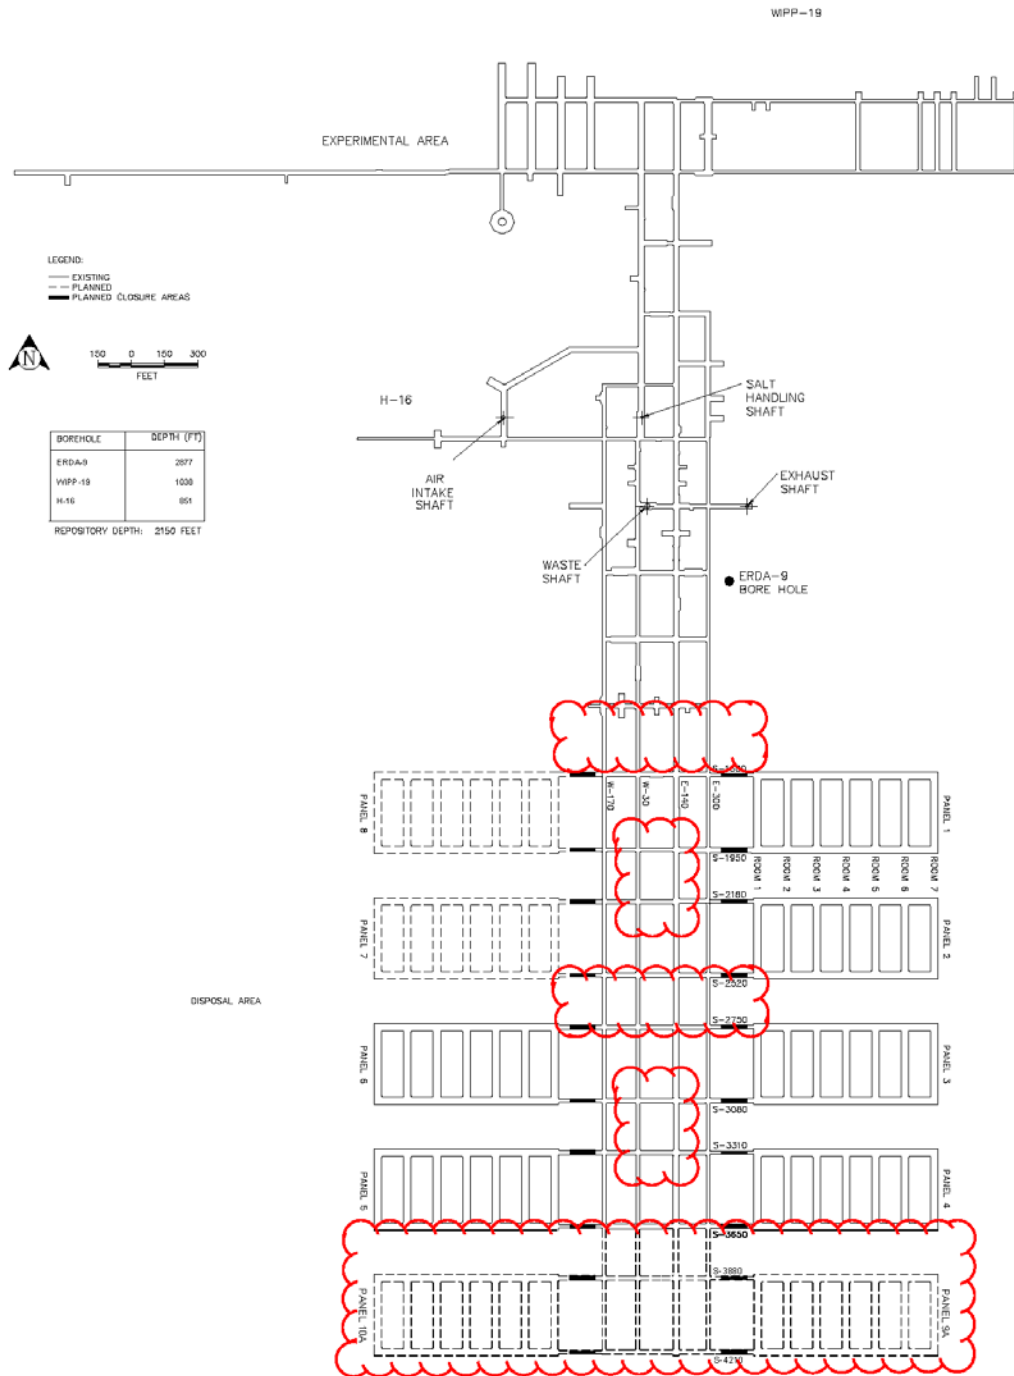 WIPP-19
EXPERIMENTAL AREA
LEGEND:
EXISTING
PLANNED
PLANNED CLOSURE AREAS
N
150 0 150 300
FEET
H-16
SALT
HANDLING
SHAFT
BOREHOLE DEPTH (FT)
ERDA-9 2877
WIPP-19 1038
H-16 851
REPOSITORY DEPTH: 2150 FEET
AIR
INTAKE
SHAFT
EXHAUST
SHAFT
WASTE
SHAFT
ERDA-9
BORE HOLE
PANEL 8
W-170
W-30
E-140
E-300
PANEL 1
S-1950
S-2180
ROOM 1
ROOM 2
ROOM 3
ROOM 4
ROOM 5
ROOM 6
ROOM 7
PANEL 7
PANEL 2
S-2520
DISPOSAL AREA
S-2750
PANEL 6
PANEL 3
S-3080
S-3310
PANEL 5
PANEL 4
S-3650
S-3880
PANEL 10A
PANEL 9A
S-4210